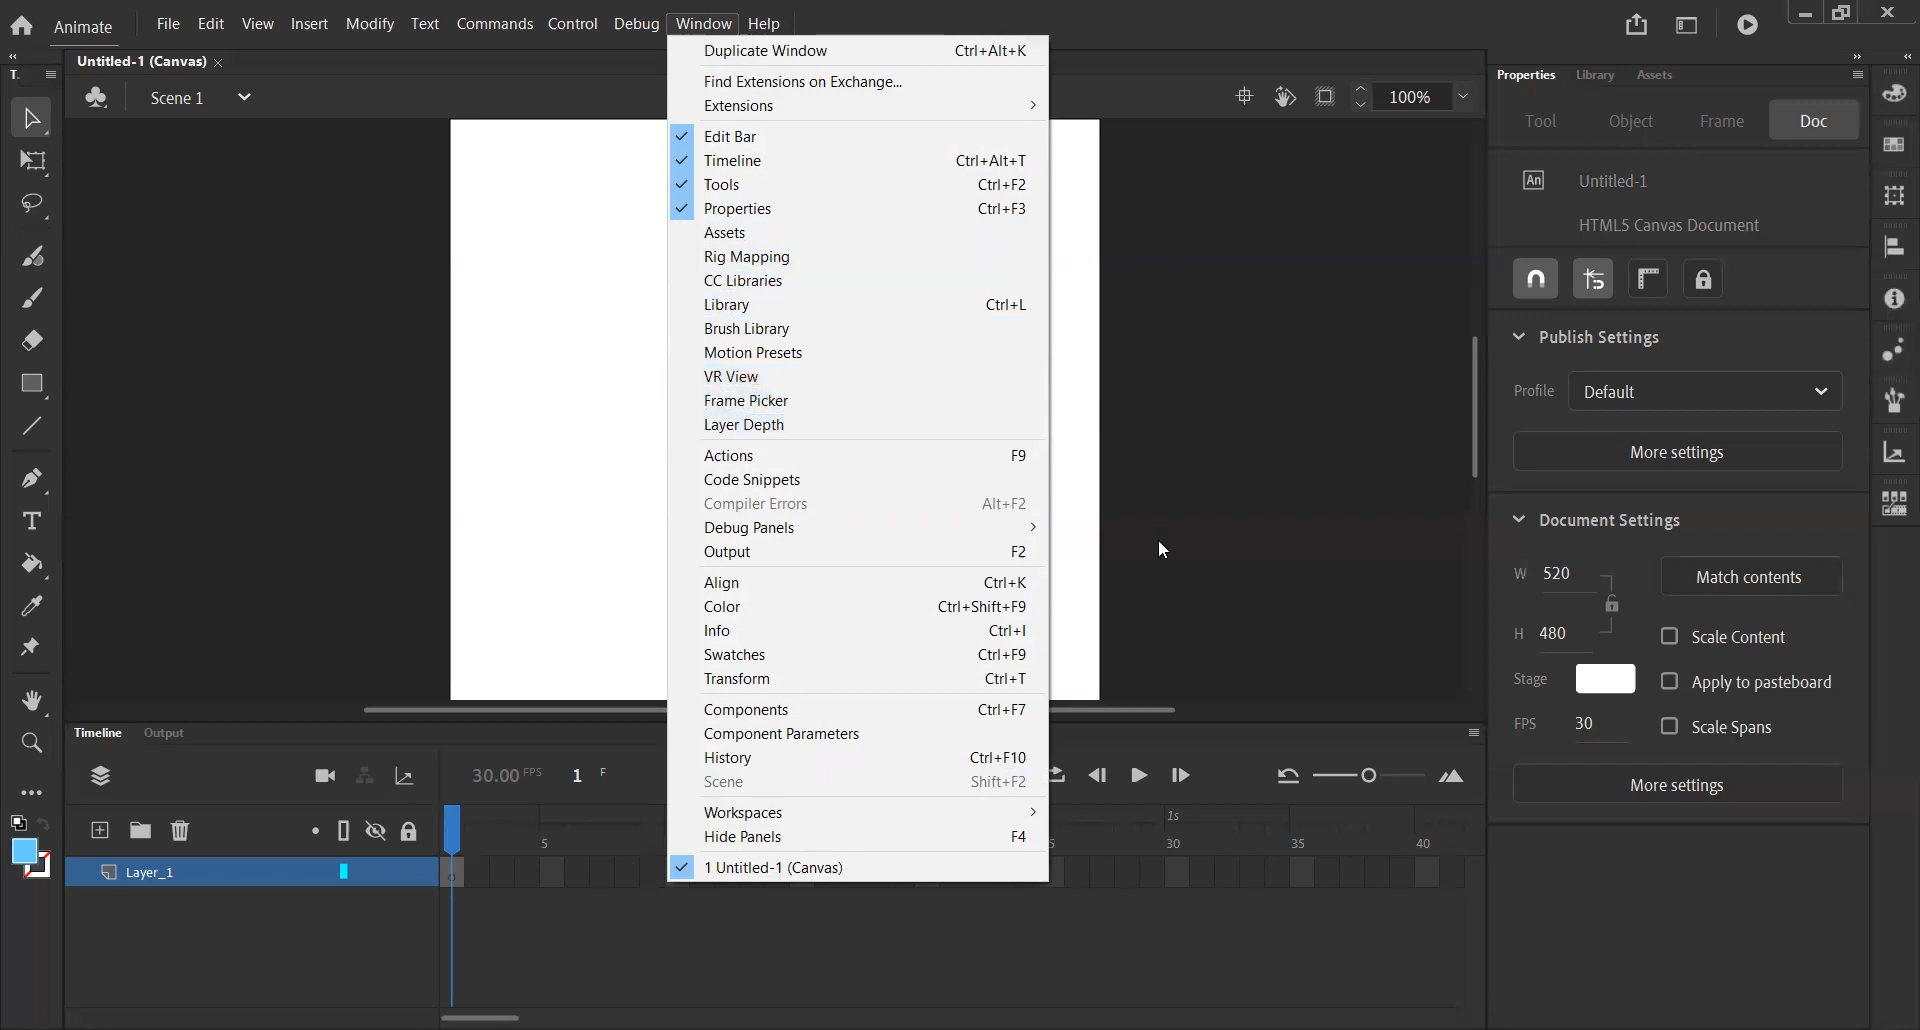 Animate File Edit View Insert Modify Text Commands Control Debug Window Help
Untitled-1 (Canvas)
Scene 1
100%
Duplicate Window Ctrl+Alt+K
Find Extensions on Exchange...
Extensions
Edit Bar
Timeline Ctrl+Alt+T
Tools Ctrl+F2
Properties Ctrl+F3
Assets
Rig Mapping
CC Libraries
Library Ctrl+L
Brush Library
Motion Presets
VR View
Frame Picker
Layer Depth
Actions F9
Code Snippets
Compiler Errors Alt+F2
Debug Panels
Output F2
Align Ctrl+K
Color Ctrl+Shift+F9
Info Ctrl+I
Swatches Ctrl+F9
Transform Ctrl+T
Components Ctrl+F7
Component Parameters
History Ctrl+F10
Scene Shift+F2
Workspaces
Hide Panels F4
1 Untitled-1 (Canvas)
T.
Properties Library Assets
Tool Object Frame Doc
An Untitled-1
HTML5 Canvas Document
Publish Settings
Profile Default
More settings
Document Settings
W 520 Match contents
H 480 Scale Content
Stage Apply to pasteboard
FPS 30 Scale Spans
More settings
Timeline Output
30.00 FPS 1 F
1s
5 30 35 40
Layer_1